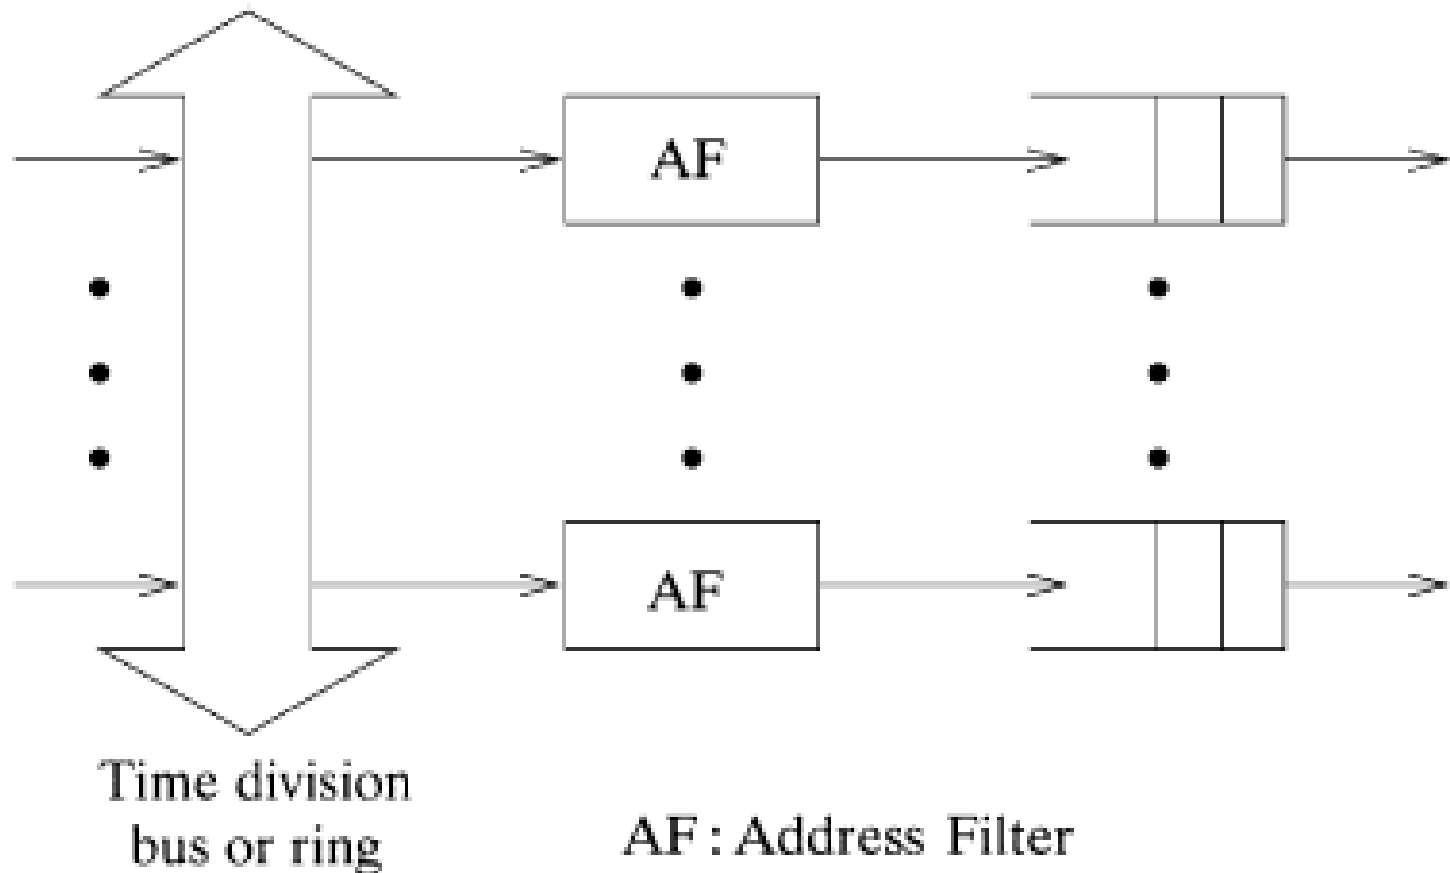 AF
AF
Time division
bus or ring
AF : Address Filter